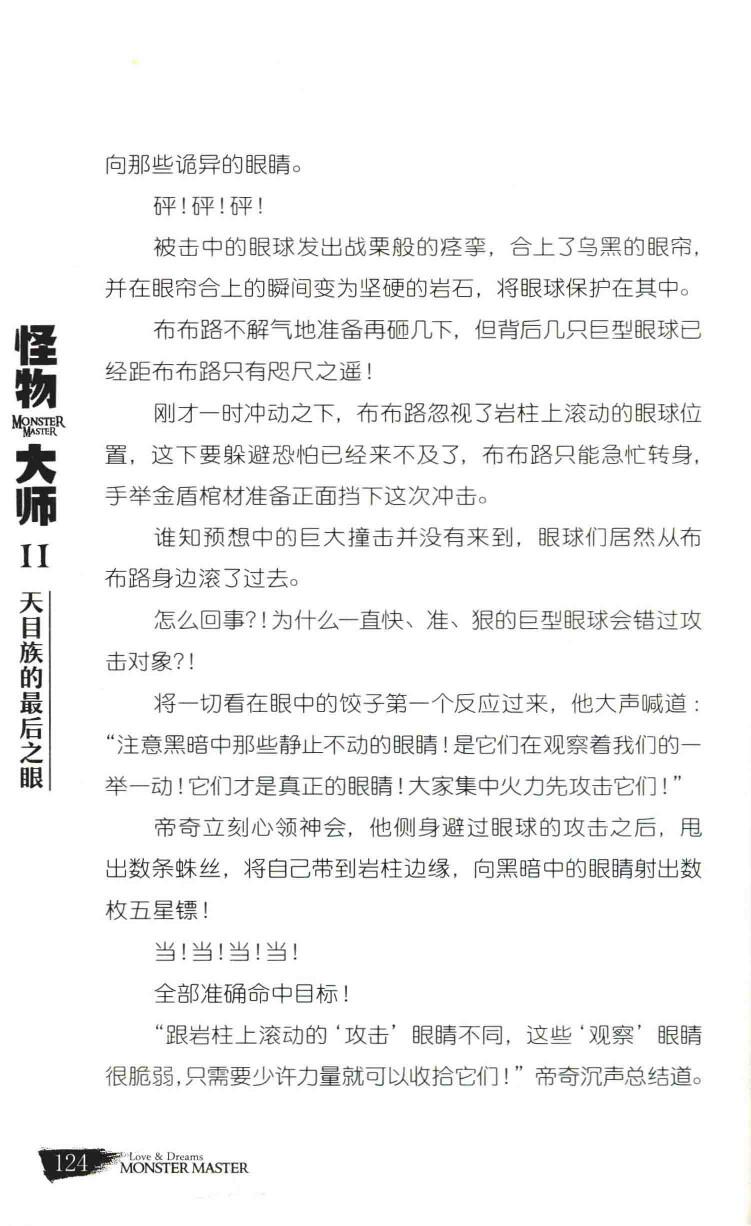 向那些诡异的眼睛。
砰！砰！砰！
被击中的眼球发出战栗般的痉挛，合上了乌黑的眼帘，
并在眼帘合上的瞬间变为坚硬的岩石，将眼球保护在其中。
布布路不解气地准备再砸几下，但背后几只巨型眼球已
经距布布路只有咫尺之遥！
刚才一时冲动之下，布布路忽视了岩柱上滚动的眼球位
置，这下要躲避恐怕已经来不及了，布布路只能急忙转身，
手举金盾棺材准备正面挡下这次冲击。
谁知预想中的巨大撞击并没有来到，眼球们居然从布
布路身边滚了过去。
怎么回事？！为什么一直快、准、狠的巨型眼球会错过攻
击对象？！
将一切看在眼中的饺子第一个反应过来，他大声喊道：
“注意黑暗中那些静止不动的眼睛！是它们在观察着我们的一
举一动！它们才是真正的眼睛！大家集中火力先攻击它们！”
帝奇立刻心领神会，他侧身避过眼球的攻击之后，甩
出数条蛛丝，将自己带到岩柱边缘，向黑暗中的眼睛射出数
枚五星镖！
当！当！当！当！
全部准确命中目标！
“跟岩柱上滚动的‘攻击’眼睛不同，这些‘观察’眼睛
很脆弱，只需要少许力量就可以收拾它们！”帝奇沉声总结道。
怪物
MONSTER
MASTER
大师
II
天目族的最后之眼
124
Love & Dreams
MONSTER MASTER